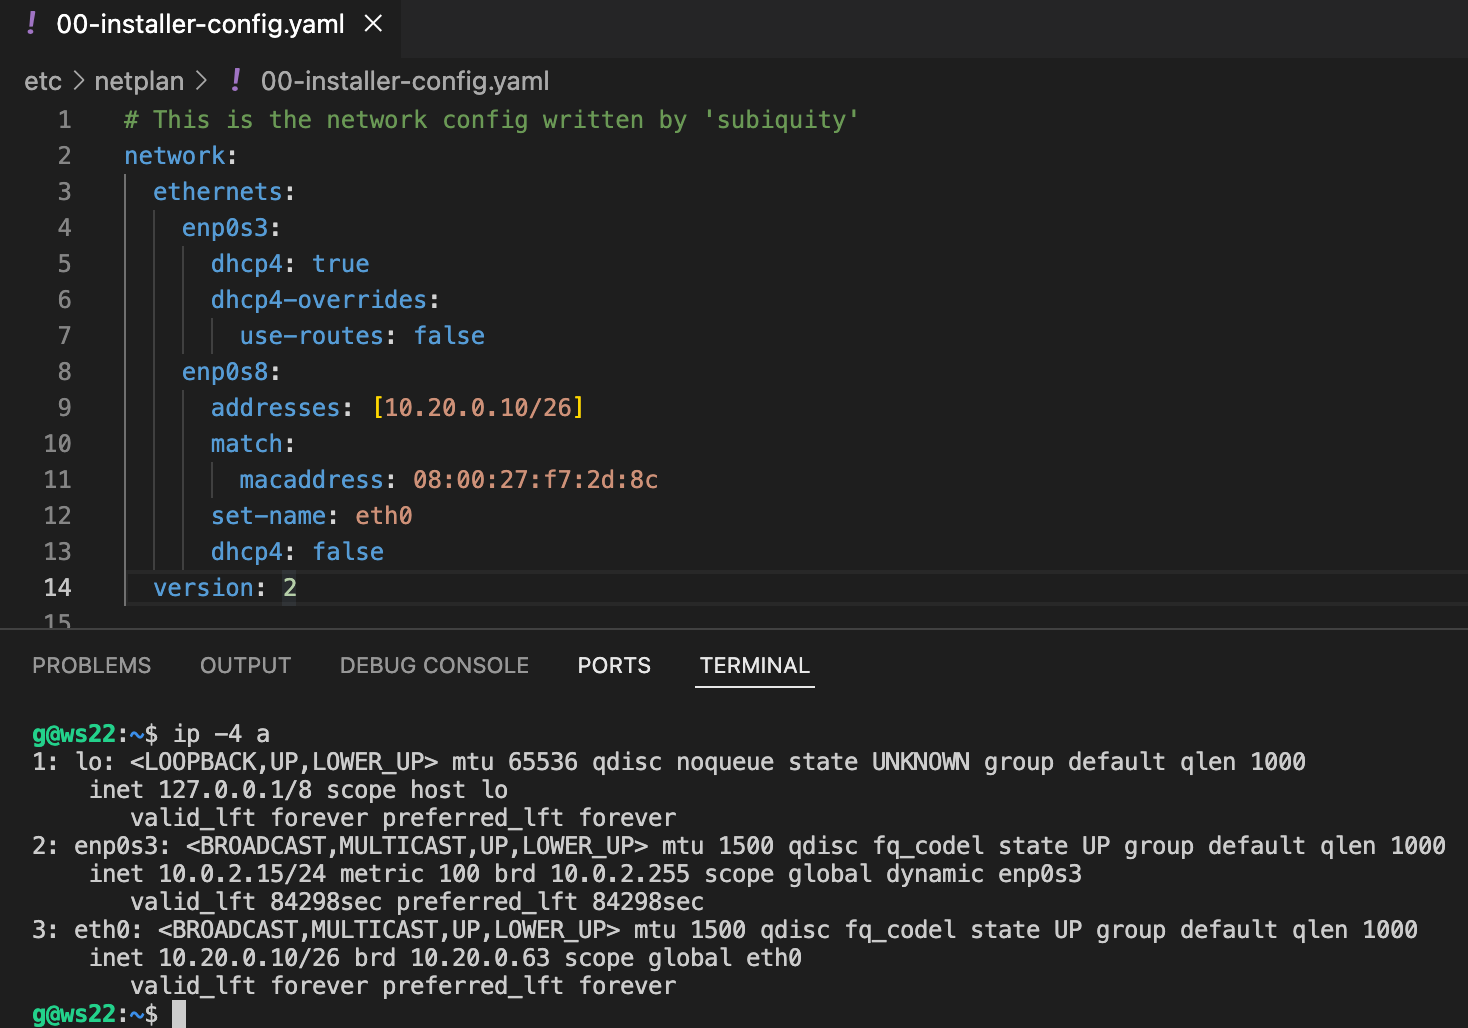 ! 00-installer-config.yaml ×
etc > netplan > ! 00-installer-config.yaml
1 # This is the network config written by 'subiquity'
2 network:
3 ethernets:
4 enp0s3:
5 dhcp4: true
6 dhcp4-overrides:
7 use-routes: false
8 enp0s8:
9 addresses: [10.20.0.10/26]
10 match:
11 macaddress: 08:00:27:f7:2d:8c
12 set-name: eth0
13 dhcp4: false
14 version: 2
15
PROBLEMS OUTPUT DEBUG CONSOLE PORTS TERMINAL
g@ws22:~$ ip -4 a
1: lo: <LOOPBACK,UP,LOWER_UP> mtu 65536 qdisc noqueue state UNKNOWN group default qlen 1000
inet 127.0.0.1/8 scope host lo
valid_lft forever preferred_lft forever
2: enp0s3: <BROADCAST,MULTICAST,UP,LOWER_UP> mtu 1500 qdisc fq_codel state UP group default qlen 1000
inet 10.0.2.15/24 metric 100 brd 10.0.2.255 scope global dynamic enp0s3
valid_lft 84298sec preferred_lft 84298sec
3: eth0: <BROADCAST,MULTICAST,UP,LOWER_UP> mtu 1500 qdisc fq_codel state UP group default qlen 1000
inet 10.20.0.10/26 brd 10.20.0.63 scope global eth0
valid_lft forever preferred_lft forever
g@ws22:~$